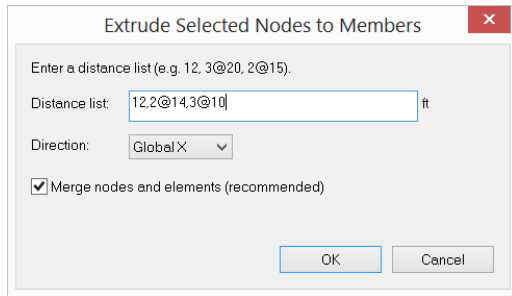 Extrude Selected Nodes to Members
Enter a distance list (e.g. 12, 3@20, 2@15).
Distance list: 12,2@14,3@10 ft
Direction: Global X
Merge nodes and elements (recommended)
OK Cancel